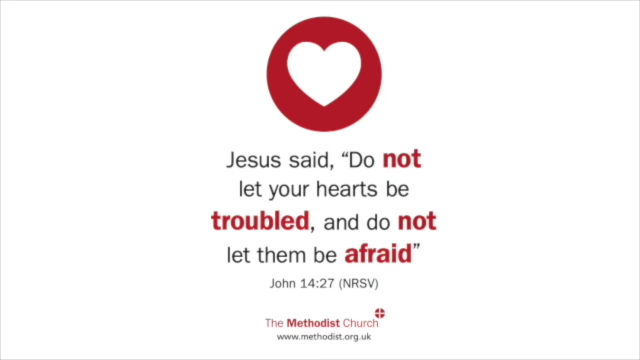 Jesus said, “Do not
let your hearts be
troubled, and do not
let them be afraid”
John 14:27 (NRSV)
The Methodist Church
www.methodist.org.uk